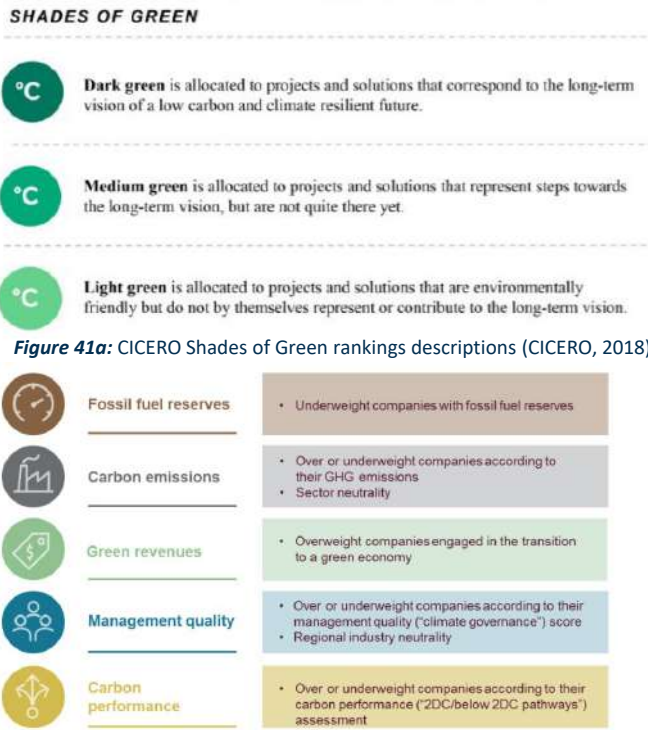 SHADES OF GREEN
°C
Dark green is allocated to projects and solutions that correspond to the long-term
vision of a low carbon and climate resilient future.
°C
Medium green is allocated to projects and solutions that represent steps towards
the long-term vision, but are not quite there yet.
°C
Light green is allocated to projects and solutions that are environmentally
friendly but do not by themselves represent or contribute to the long-term vision.
Figure 41a: CICERO Shades of Green rankings descriptions (CICERO, 2018)
Fossil fuel reserves
• Underweight companies with fossil fuel reserves
Carbon emissions
• Over or underweight companies according to
their GHG emissions
• Sector neutrality
$
Green revenues
• Overweight companies engaged in the transition
to a green economy
Management quality
• Over or underweight companies according to their
management quality ("climate governance") score
• Regional industry neutrality
Carbon
performance
• Over or underweight companies according to their
carbon performance ("2DC/below 2DC pathways")
assessment